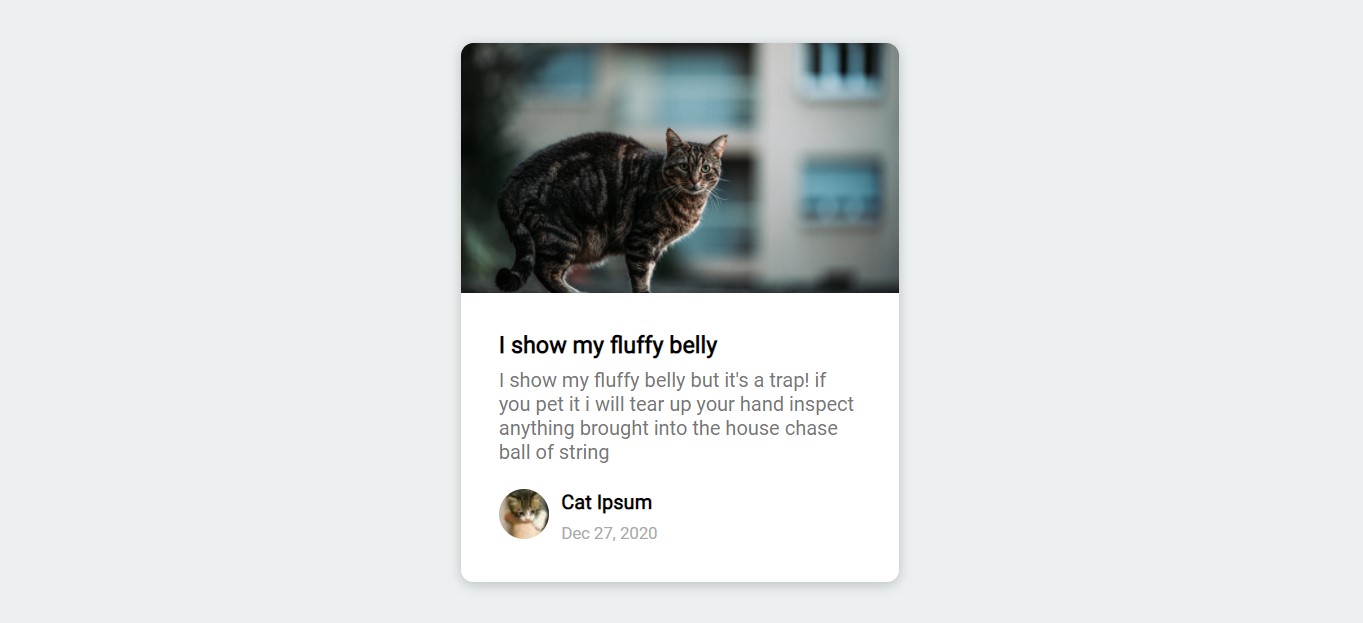 I show my fluffy belly
I show my fluffy belly but it's a trap! if
you pet it i will tear up your hand inspect
anything brought into the house chase
ball of string
Cat Ipsum
Dec 27, 2020